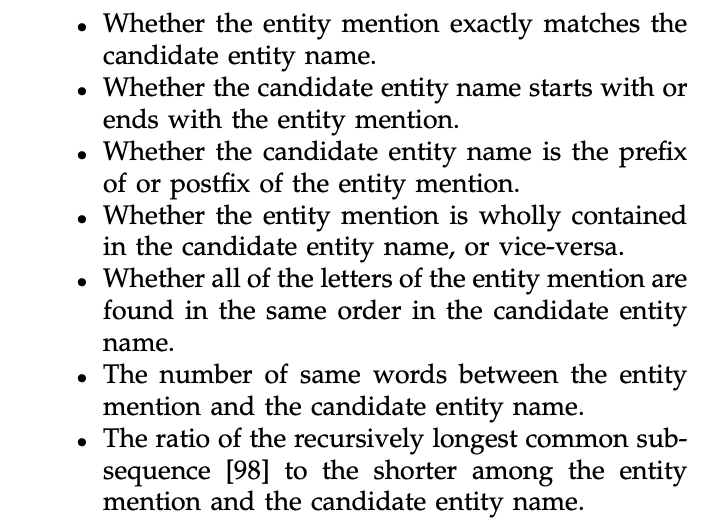 • Whether the entity mention exactly matches the
candidate entity name.
• Whether the candidate entity name starts with or
ends with the entity mention.
• Whether the candidate entity name is the prefix
of or postfix of the entity mention.
• Whether the entity mention is wholly contained
in the candidate entity name, or vice-versa.
• Whether all of the letters of the entity mention are
found in the same order in the candidate entity
name.
• The number of same words between the entity
mention and the candidate entity name.
• The ratio of the recursively longest common sub-
sequence [98] to the shorter among the entity
mention and the candidate entity name.